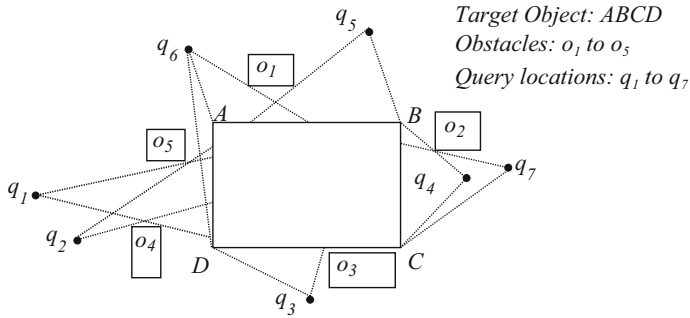 Target Object: ABCD
Obstacles: o₁ to o₅
Query locations: q₁ to q₇
q₅
q₆
o₁
A
B
o₂
o₅
q₇
q₄
q₁
q₂
o₄
D
o₃
C
q₃